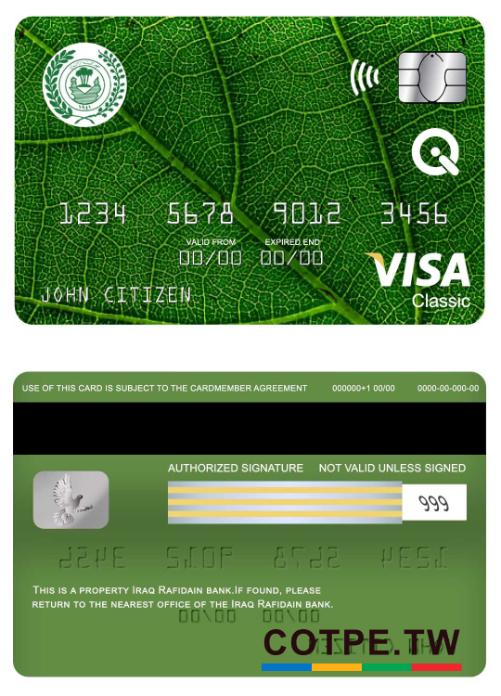 1234 5678 9012 3456
VALID FROM EXPIRED END
00/00 00/00
JOHN CITIZEN
VISA
Classic
USE OF THIS CARD IS SUBJECT TO THE CARDMEMBER AGREEMENT 000000+1 00/00 0000-00-000-00
AUTHORIZED SIGNATURE NOT VALID UNLESS SIGNED
999
THIS IS A PROPERTY IRAQ RAFIDAIN BANK.IF FOUND, PLEASE
RETURN TO THE NEAREST OFFICE OF THE IRAQ RAFIDAIN BANK.
00/00 00/00
COTPE.TW